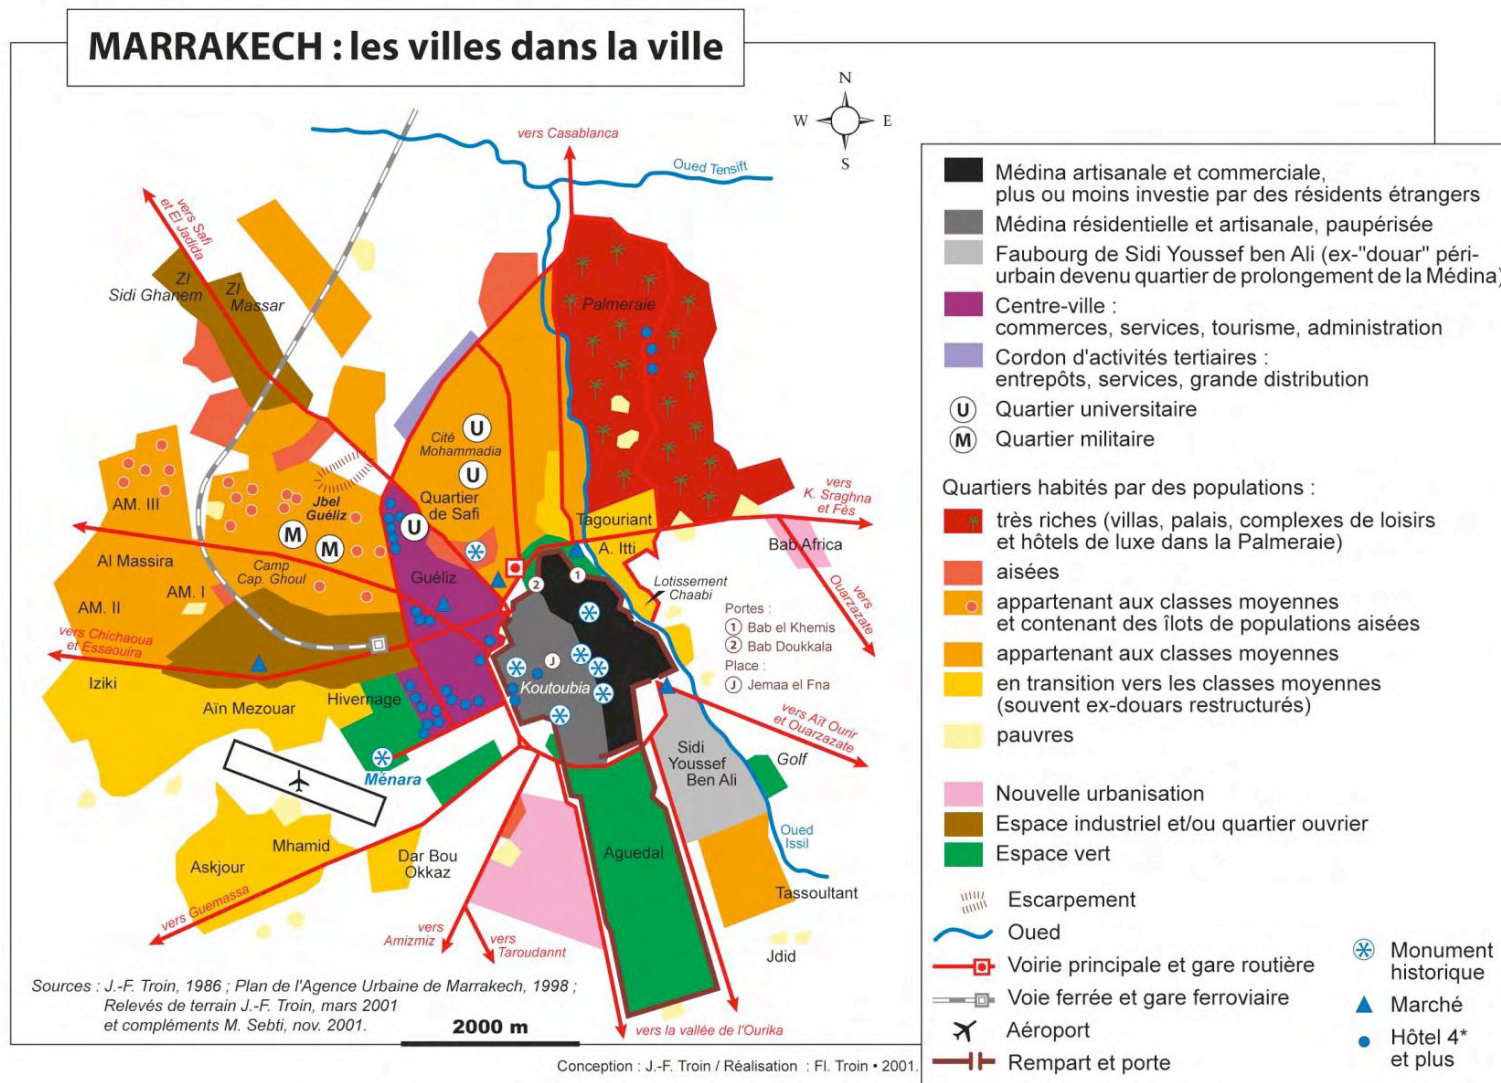 MARRAKECH : les villes dans la ville
N
W
E
S
vers Casablanca
Oued Tensift
vers Safi
et El Jadida
ZI
Sidi Ghanem
ZI
Massar
Palmeraie
Cité
Mohammadia
U
U
U
Quartier
de Safi
Jbel
Guéliz
M
M
AM. III
Al Massira
Camp
Cap. Ghoul
AM. I
AM. II
vers Chichaoua
et Essaouira
Guéliz
Tagouriant
A. Itti
vers
K. Sraghna
et Fès
Bab Africa
vers
Ouarzazate
Lotissement
Chaabi
1
2
Portes :
1 Bab el Khemis
2 Bab Doukkala
Place :
J Jemaa el Fna
J
Koutoubia
Iziki
Aïn Mezouar
Hivernage
Ménara
vers Aït Ourir
et Ouarzazate
Sidi
Youssef
Ben Ali
Golf
Oued
Issil
Aguedal
Tassoultant
Jdid
Mhamid
Askjour
Dar Bou
Okkaz
vers Guemassa
vers
Amizmiz
vers
Taroudannt
vers la vallée de l'Ourika
Sources : J.-F. Troin, 1986 ; Plan de l'Agence Urbaine de Marrakech, 1998 ;
Relevés de terrain J.-F. Troin, mars 2001
et compléments M. Sebti, nov. 2001.
2000 m
Conception : J.-F. Troin / Réalisation : Fl. Troin • 2001.
Médina artisanale et commerciale,
plus ou moins investie par des résidents étrangers
Médina résidentielle et artisanale, paupérisée
Faubourg de Sidi Youssef ben Ali (ex-"douar" péri-
urbain devenu quartier de prolongement de la Médina)
Centre-ville :
commerces, services, tourisme, administration
Cordon d'activités tertiaires :
entrepôts, services, grande distribution
U Quartier universitaire
M Quartier militaire
Quartiers habités par des populations :
très riches (villas, palais, complexes de loisirs
et hôtels de luxe dans la Palmeraie)
aisées
appartenant aux classes moyennes
et contenant des îlots de populations aisées
appartenant aux classes moyennes
en transition vers les classes moyennes
(souvent ex-douars restructurés)
pauvres
Nouvelle urbanisation
Espace industriel et/ou quartier ouvrier
Espace vert
Escarpement
Oued
Voirie principale et gare routière
Voie ferrée et gare ferroviaire
Aéroport
Rempart et porte
Monument
historique
Marché
Hôtel 4*
et plus